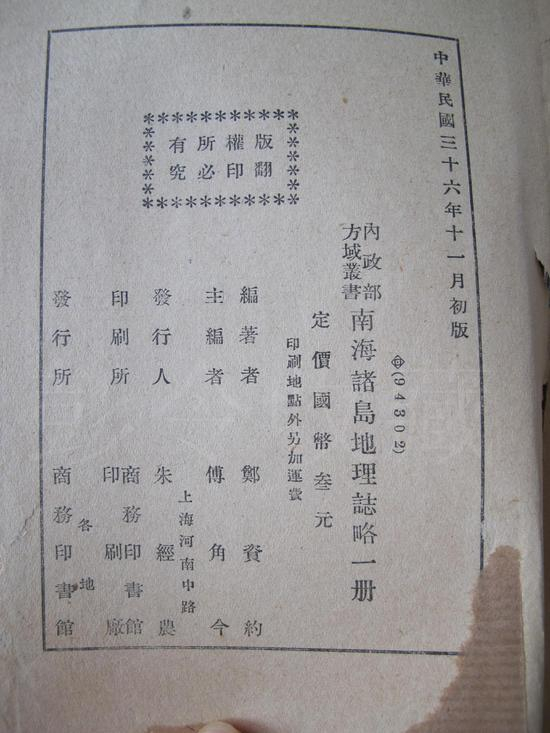 中華民國三十六年十一月初版
(94302)
內政部方域叢書 南海諸島地理誌略一册
定價國幣叁元
印刷地點外另加運費
版權所有
翻印必究
編著者 鄭資約
主編者 傅角今
上海河南中路
發行人 朱經農
印刷所 商務印書館印刷廠
各地
發行所 商務印書館